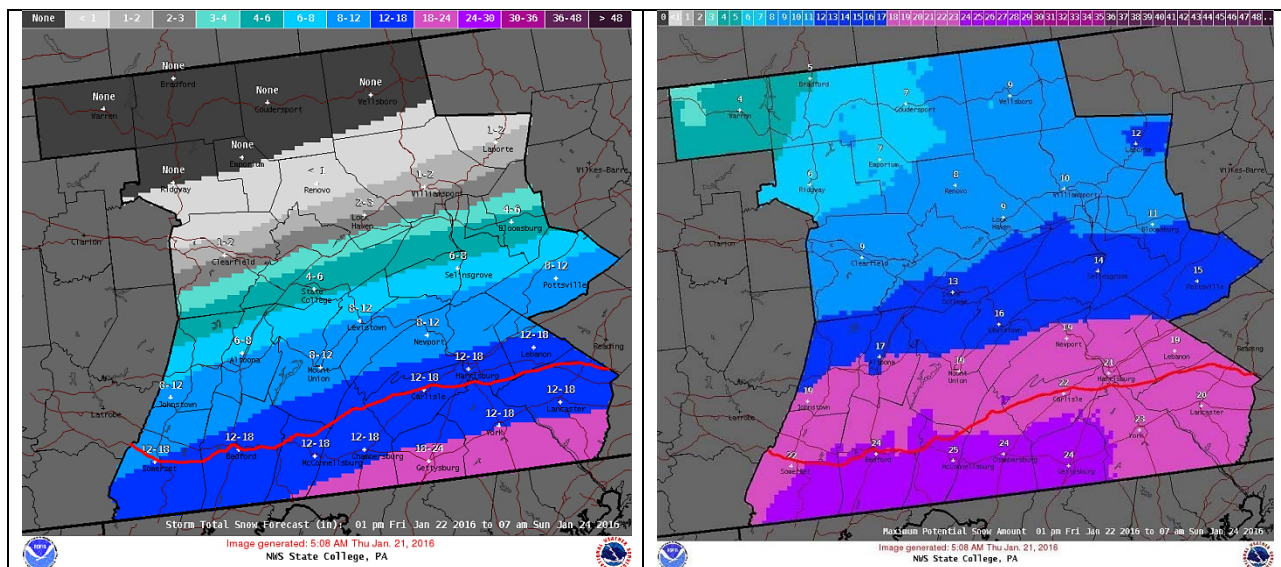 None < 1 1-2 2-3 3-4 4-6 6-8 8-12 12-18 18-24 24-30 30-36 36-48 > 48
None
Bradford
None
Warren
None
Coudersport
None
Wellsboro
None
Emporium
None
Ridgway
< 1
Renovo
1-2
Laporte
1-2
Williamsport
Wilkes-Barre
2-3
Lock
Haven
4-6
Bloomsburg
Clarion
1-2
Clearfield
6-8
Selinsgrove
8-12
Pottsville
4-6
State
College
8-12
Lewistown
8-12
Newport
6-8
Altoona
8-12
Mount
Union
12-18
Lebanon
Reading
12-18
Harrisburg
8-12
Johnstown
12-18
Carlisle
12-18
Lancaster
Latrobe
12-18
York
12-18
Somerset
12-18
Bedford
12-18
McConnellsburg
12-18
Chambersburg
18-24
Gettysburg
Storm Total Snow Forecast (in): 01 pm Fri Jan 22 2016 to 07 am Sun Jan 24 2016
Image generated: 5:08 AM Thu Jan. 21, 2016
NWS State College, PA
0 <1 1 2 3 4 5 6 7 8 9 10 11 12 13 14 15 16 17 18 19 20 21 22 23 24 25 26 27 28 29 30 31 32 33 34 35 36 37 38 39 40 41 42 43 44 45 46 47 48
5
Bradford
4
Warren
7
Coudersport
9
Wellsboro
12
Laporte
7
Emporium
6
Ridgway
8
Renovo
10
Williamsport
Wilkes-Barre
9
Lock
Haven
11
Bloomsburg
Clarion
9
Clearfield
14
Selinsgrove
15
Pottsville
13
State
College
16
Lewistown
19
Newport
17
Altoona
19
Mount
Union
19
Lebanon
Reading
21
Harrisburg
19
Johnstown
22
Carlisle
20
Lancaster
Latrobe
23
York
22
Somerset
24
Bedford
25
McConnellsburg
24
Chambersburg
24
Gettysburg
Maximum Potential Snow Amount 01 pm Fri Jan 22 2016 to 07 am Sun Jan 24 2016
Image generated: 5:08 AM Thu Jan. 21, 2016
NWS State College, PA